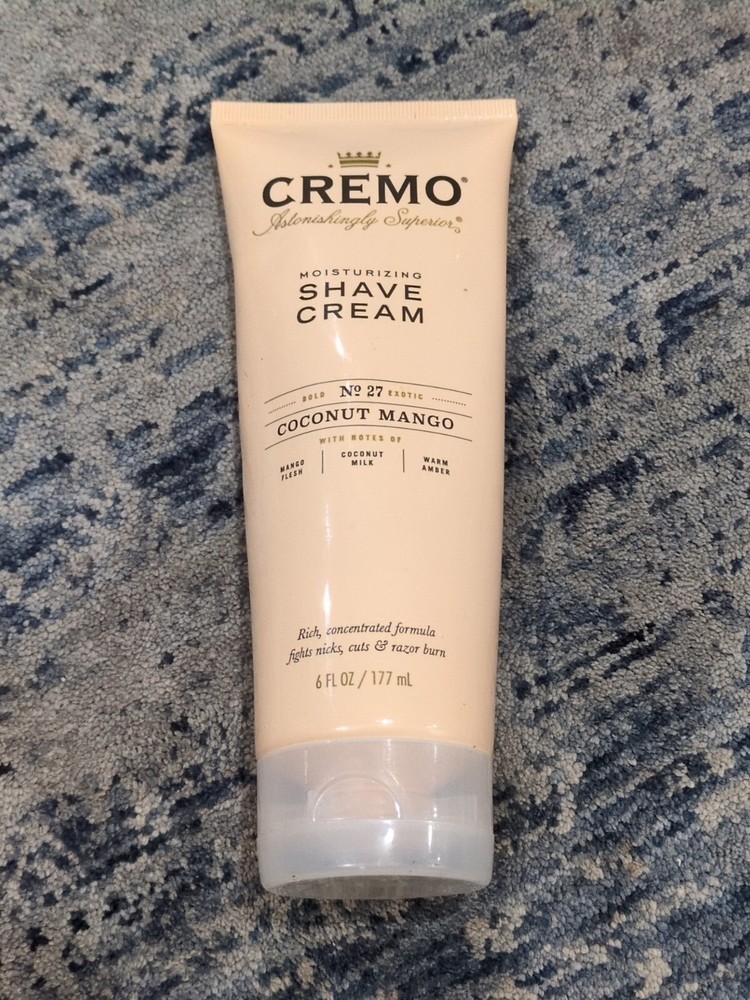 CREMO®
Astonishingly Superior®
MOISTURIZING
SHAVE
CREAM
BOLD Nº 27 EXOTIC
COCONUT MANGO
WITH NOTES OF
MANGO FLESH
COCONUT MILK
WARM AMBER
Rich, concentrated formula
fights nicks, cuts & razor burn
6 FL OZ / 177 mL